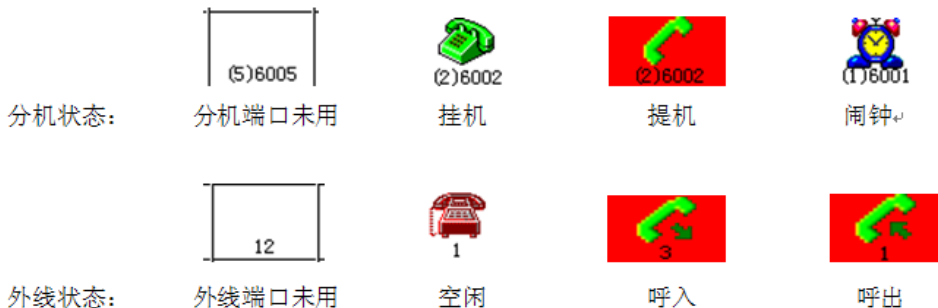 (5)6005 (2)6002 (2)6002 (1)6001
分机状态： 分机端口未用 挂机 提机 闹钟↵
12 1 3 1
外线状态： 外线端口未用 空闲 呼入 呼出